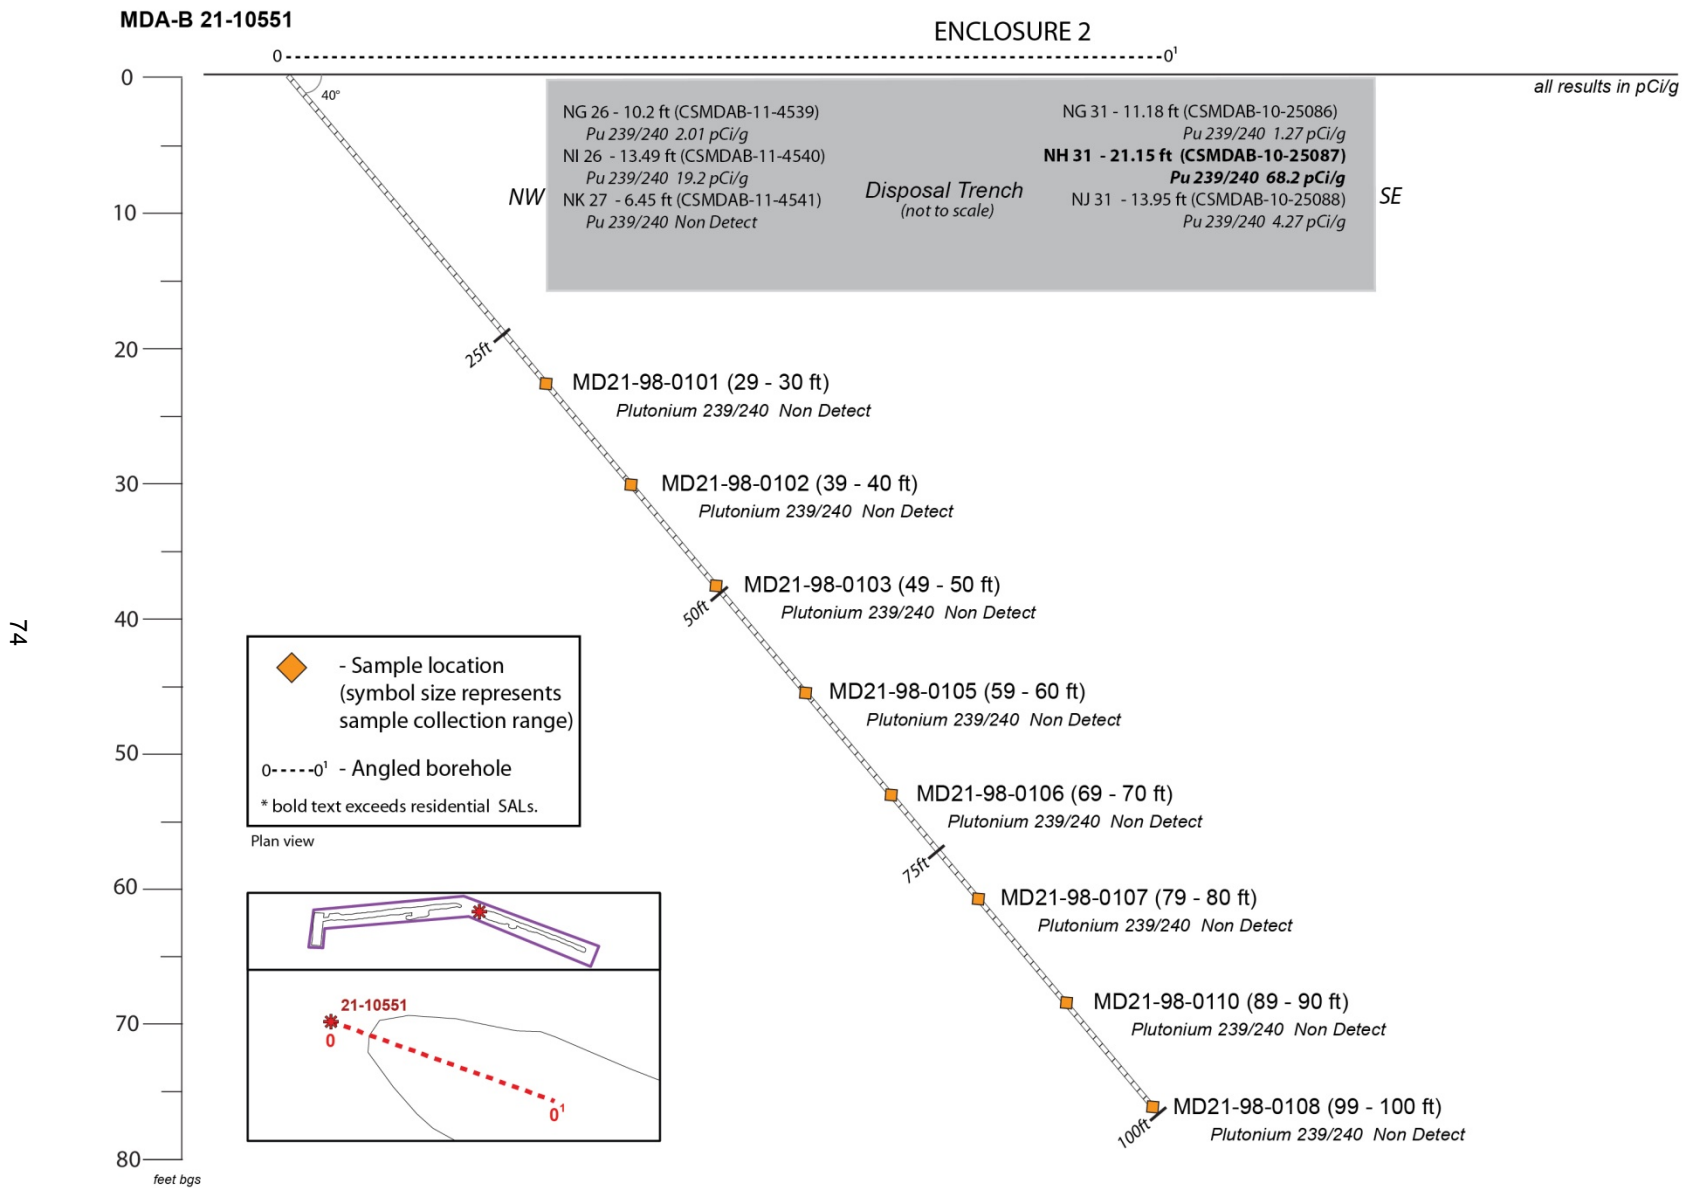 MDA-B 21-10551
ENCLOSURE 2
0 0¹
0
40°
all results in pCi/g
NG 26 - 10.2 ft (CSMDAB-11-4539)
Pu 239/240 2.01 pCi/g
NI 26 - 13.49 ft (CSMDAB-11-4540)
Pu 239/240 19.2 pCi/g
NK 27 - 6.45 ft (CSMDAB-11-4541)
Pu 239/240 Non Detect
NW
Disposal Trench
(not to scale)
NG 31 - 11.18 ft (CSMDAB-10-25086)
Pu 239/240 1.27 pCi/g
NH 31 - 21.15 ft (CSMDAB-10-25087)
Pu 239/240 68.2 pCi/g
NJ 31 - 13.95 ft (CSMDAB-10-25088)
Pu 239/240 4.27 pCi/g
SE
10
20
25ft
MD21-98-0101 (29 - 30 ft)
Plutonium 239/240 Non Detect
30
MD21-98-0102 (39 - 40 ft)
Plutonium 239/240 Non Detect
MD21-98-0103 (49 - 50 ft)
Plutonium 239/240 Non Detect
50ft
40
74
MD21-98-0105 (59 - 60 ft)
Plutonium 239/240 Non Detect
50
MD21-98-0106 (69 - 70 ft)
Plutonium 239/240 Non Detect
75ft
60
MD21-98-0107 (79 - 80 ft)
Plutonium 239/240 Non Detect
MD21-98-0110 (89 - 90 ft)
Plutonium 239/240 Non Detect
70
MD21-98-0108 (99 - 100 ft)
Plutonium 239/240 Non Detect
100ft
80
feet bgs
- Sample location
(symbol size represents
sample collection range)
0-----0¹ - Angled borehole
* bold text exceeds residential SALs.
Plan view
21-10551
0
0¹